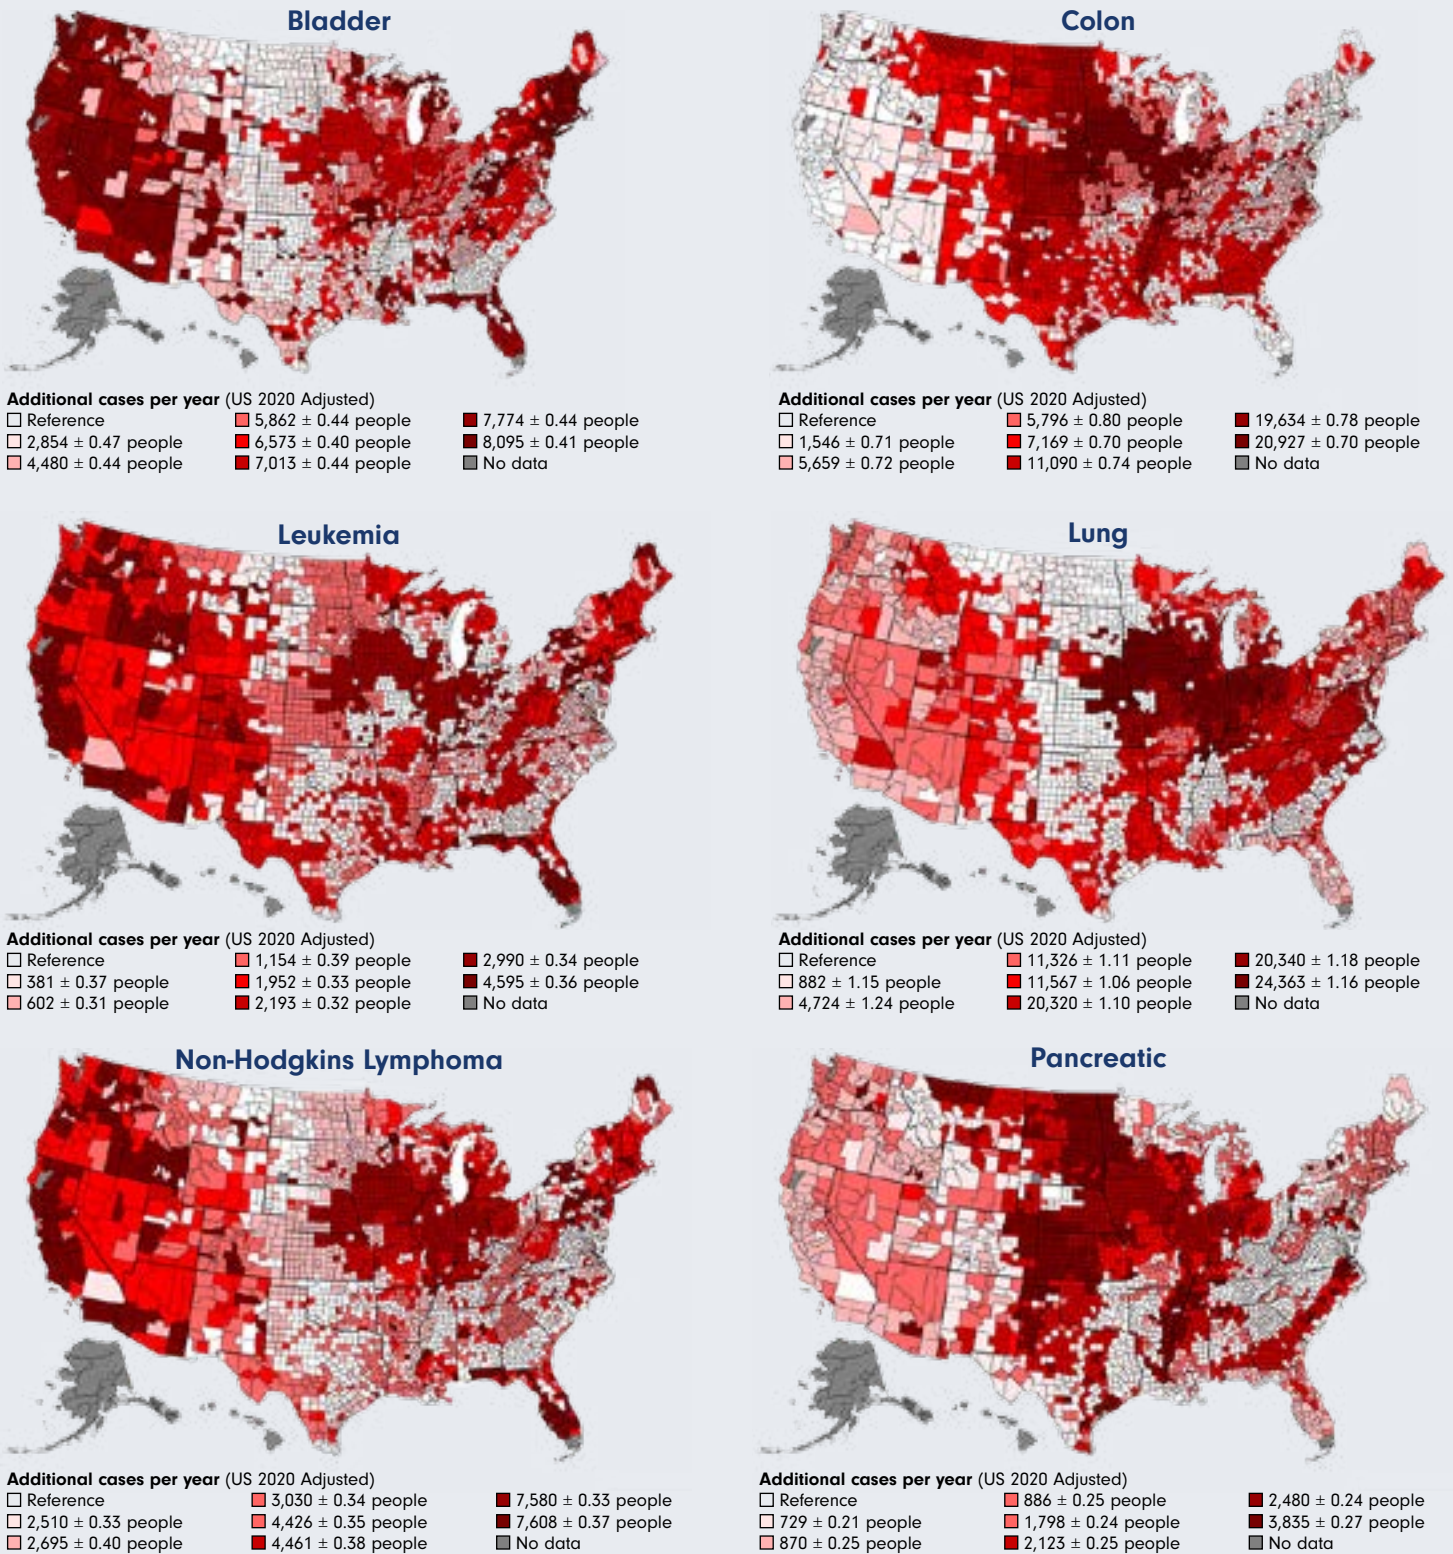 Bladder
Additional cases per year (US 2020 Adjusted)
Reference
2,854 ± 0.47 people
4,480 ± 0.44 people
5,862 ± 0.44 people
6,573 ± 0.40 people
7,013 ± 0.44 people
7,774 ± 0.44 people
8,095 ± 0.41 people
No data
Colon
Additional cases per year (US 2020 Adjusted)
Reference
1,546 ± 0.71 people
5,659 ± 0.72 people
5,796 ± 0.80 people
7,169 ± 0.70 people
11,090 ± 0.74 people
19,634 ± 0.78 people
20,927 ± 0.70 people
No data
Leukemia
Additional cases per year (US 2020 Adjusted)
Reference
381 ± 0.37 people
602 ± 0.31 people
1,154 ± 0.39 people
1,952 ± 0.33 people
2,193 ± 0.32 people
2,990 ± 0.34 people
4,595 ± 0.36 people
No data
Lung
Additional cases per year (US 2020 Adjusted)
Reference
882 ± 1.15 people
4,724 ± 1.24 people
11,326 ± 1.11 people
11,567 ± 1.06 people
20,320 ± 1.10 people
20,340 ± 1.18 people
24,363 ± 1.16 people
No data
Non-Hodgkins Lymphoma
Additional cases per year (US 2020 Adjusted)
Reference
2,510 ± 0.33 people
2,695 ± 0.40 people
3,030 ± 0.34 people
4,426 ± 0.35 people
4,461 ± 0.38 people
7,580 ± 0.33 people
7,608 ± 0.37 people
No data
Pancreatic
Additional cases per year (US 2020 Adjusted)
Reference
729 ± 0.21 people
870 ± 0.25 people
886 ± 0.25 people
1,798 ± 0.24 people
2,123 ± 0.25 people
2,480 ± 0.24 people
3,835 ± 0.27 people
No data